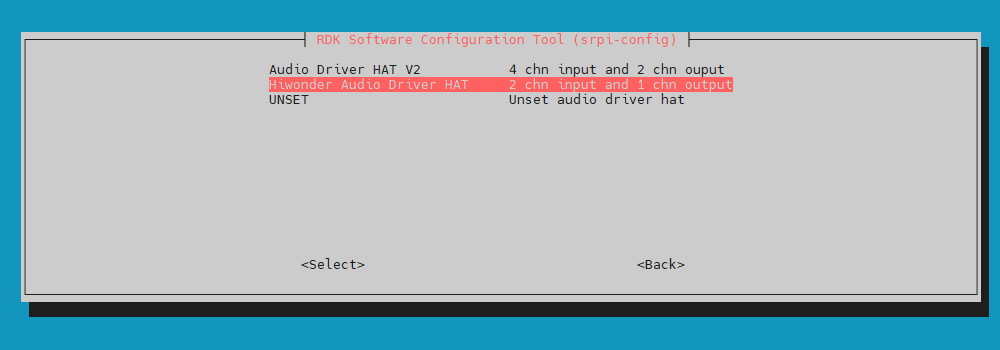 RDK Software Configuration Tool (srpi-config)
Audio Driver HAT V2 4 chn input and 2 chn ouput
Hiwonder Audio Driver HAT 2 chn input and 1 chn output
UNSET Unset audio driver hat
<Select> <Back>